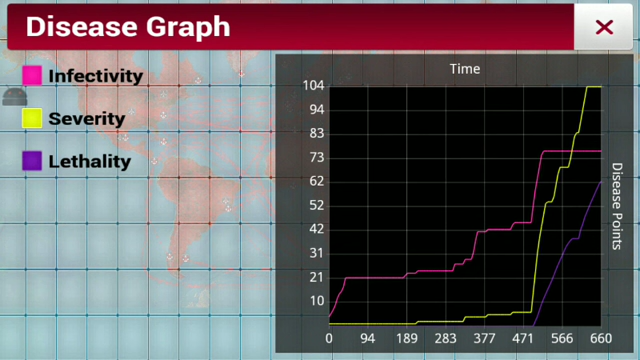 Disease Graph
Infectivity
Severity
Lethality
Time
104
94
83
73
62
52
42
31
21
10
0 94 189 283 377 471 566 660
Disease Points